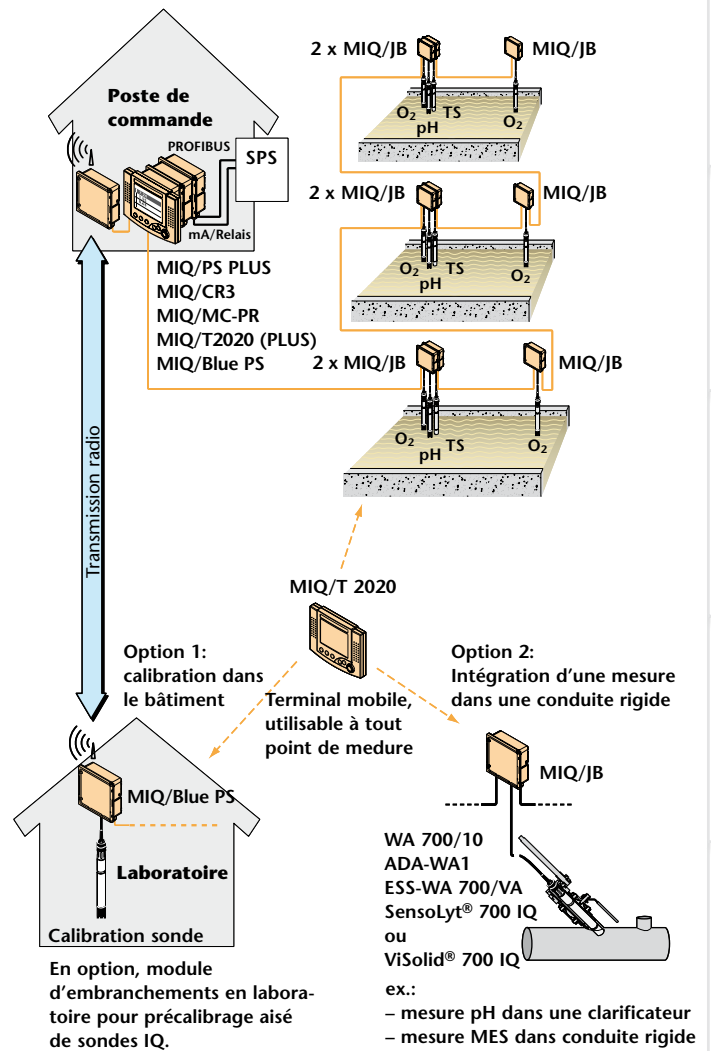 2 x MIQ/JB
MIQ/JB
O2
pH
TS
O2
Poste de
commande
PROFIBUS
SPS
mA/Relais
2 x MIQ/JB
MIQ/JB
O2
pH
TS
O2
MIQ/PS PLUS
MIQ/CR3
MIQ/MC-PR
MIQ/T2020 (PLUS)
MIQ/Blue PS
2 x MIQ/JB
MIQ/JB
O2
pH
TS
O2
Transmission radio
MIQ/T 2020
Option 1:
calibration dans
le bâtiment
Terminal mobile,
utilisable à tout
point de medure
Option 2:
Intégration d'une mesure
dans une conduite rigide
MIQ/Blue PS
Laboratoire
Calibration sonde
En option, module
d'embranchements en labora-
toire pour précalibrage aisé
de sondes IQ.
MIQ/JB
WA 700/10
ADA-WA1
ESS-WA 700/VA
SensoLyt® 700 IQ
ou
ViSolid® 700 IQ
ex.:
– mesure pH dans une clarificateur
– mesure MES dans conduite rigide